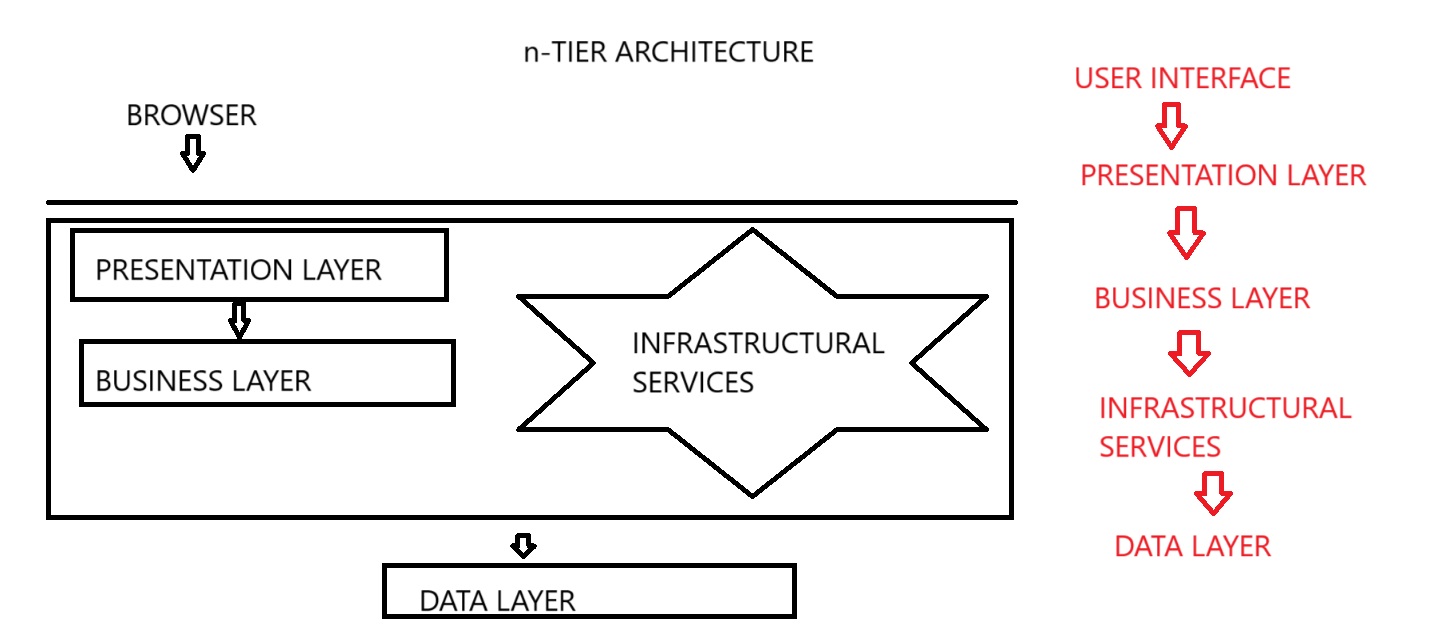 n-TIER ARCHITECTURE
BROWSER
PRESENTATION LAYER
BUSINESS LAYER
INFRASTRUCTURAL
SERVICES
DATA LAYER
USER INTERFACE
PRESENTATION LAYER
BUSINESS LAYER
INFRASTRUCTURAL
SERVICES
DATA LAYER